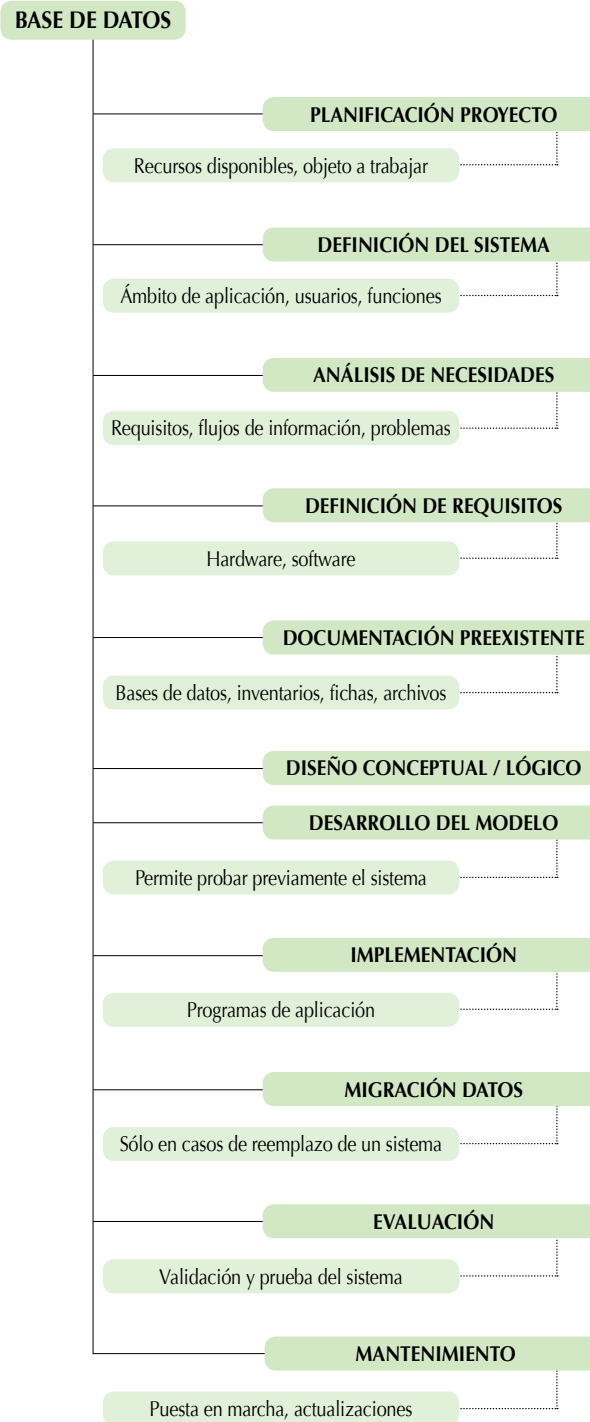 BASE DE DATOS
PLANIFICACIÓN PROYECTO
Recursos disponibles, objeto a trabajar
DEFINICIÓN DEL SISTEMA
Ámbito de aplicación, usuarios, funciones
ANÁLISIS DE NECESIDADES
Requisitos, flujos de información, problemas
DEFINICIÓN DE REQUISITOS
Hardware, software
DOCUMENTACIÓN PREEXISTENTE
Bases de datos, inventarios, fichas, archivos
DISEÑO CONCEPTUAL / LÓGICO
DESARROLLO DEL MODELO
Permite probar previamente el sistema
IMPLEMENTACIÓN
Programas de aplicación
MIGRACIÓN DATOS
Sólo en casos de reemplazo de un sistema
EVALUACIÓN
Validación y prueba del sistema
MANTENIMIENTO
Puesta en marcha, actualizaciones